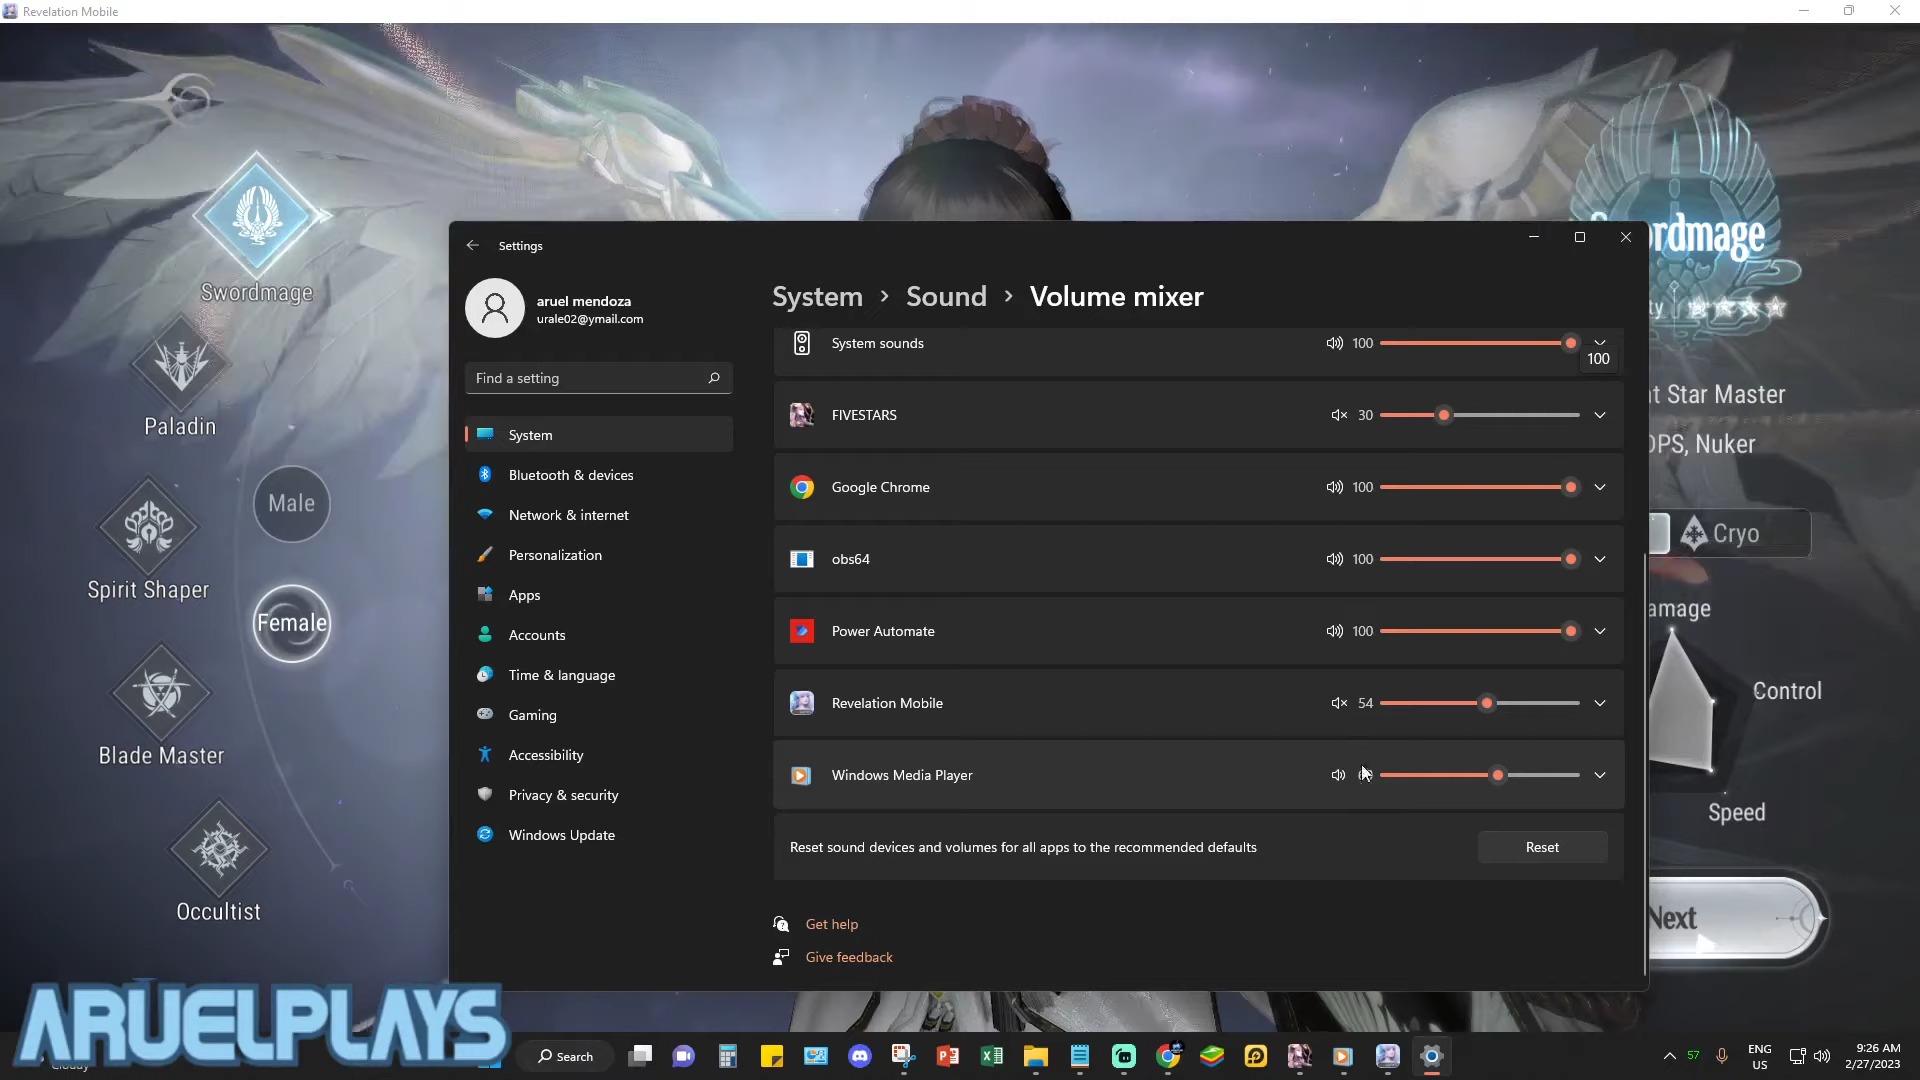 Revelation Mobile
Swordmage
Paladin
Spirit Shaper
Male
Female
Blade Master
Occultist
Settings
aruel mendoza
urale02@ymail.com
Find a setting
System
Bluetooth & devices
Network & internet
Personalization
Apps
Accounts
Time & language
Gaming
Accessibility
Privacy & security
Windows Update
System > Sound > Volume mixer
System sounds 100
100
FIVESTARS 30
Google Chrome 100
obs64 100
Power Automate 100
Revelation Mobile 54
Windows Media Player
Reset sound devices and volumes for all apps to the recommended defaults Reset
Get help
Give feedback
Star Master
Nuker
Cryo
Control
Speed
Next
ARUELPLAYS
Search
57
ENG
US
9:26 AM
2/27/2023